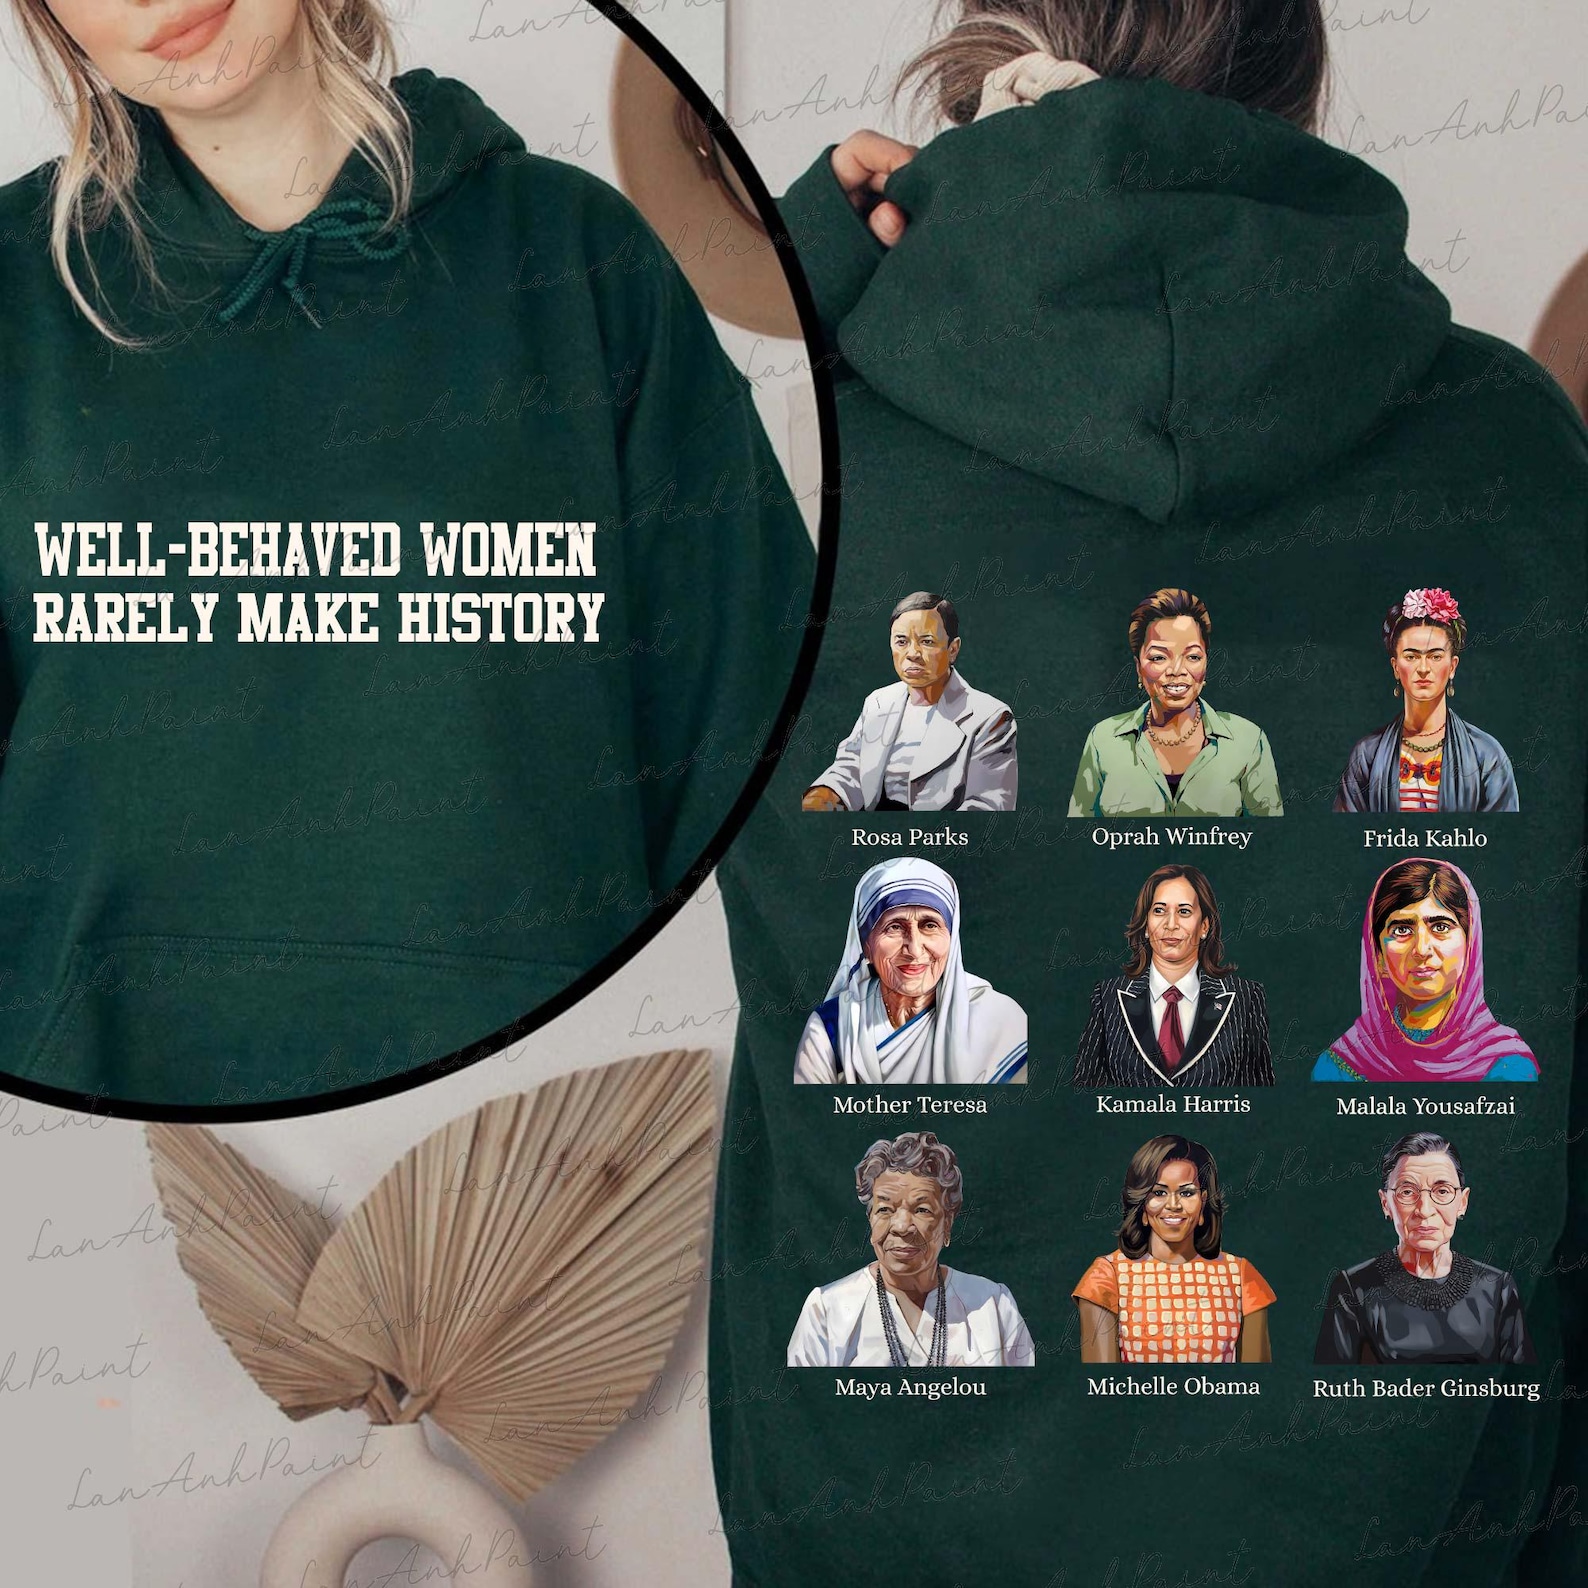 WELL-BEHAVED WOMEN
RARELY MAKE HISTORY
Rosa Parks
Oprah Winfrey
Frida Kahlo
Mother Teresa
Kamala Harris
Malala Yousafzai
Maya Angelou
Michelle Obama
Ruth Bader Ginsburg
LanAnhPaint